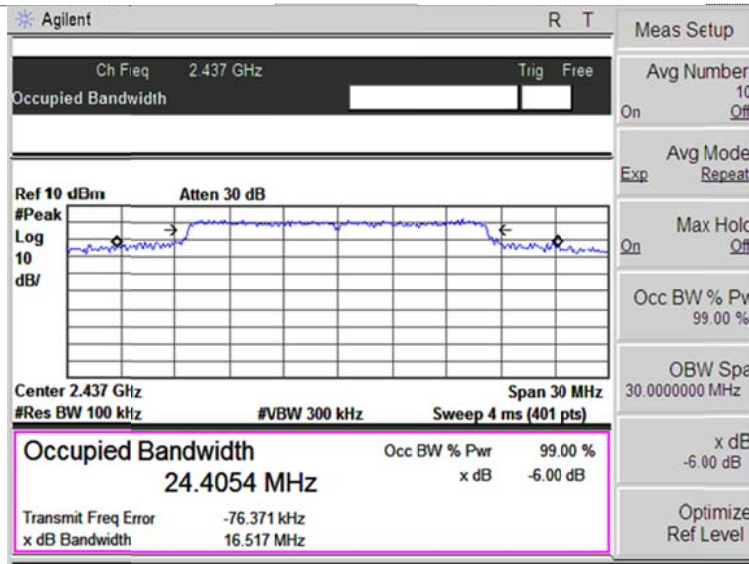 Agilent R T
Ch Freq 2.437 GHz Trig Free
Occupied Bandwidth
Ref 10 dBm Atten 30 dB
#Peak
Log
10
dB/
Center 2.437 GHz Span 30 MHz
#Res BW 100 kHz #VBW 300 kHz Sweep 4 ms (401 pts)
Occupied Bandwidth Occ BW % Pwr 99.00 %
24.4054 MHz x dB -6.00 dB
Transmit Freq Error -76.371 kHz
x dB Bandwidth 16.517 MHz
Meas Setup
Avg Number
10
On Off
Avg Mode
Exp Repeat
Max Hold
On Off
Occ BW % Pw
99.00 %
OBW Spa
30.0000000 MHz
x dB
-6.00 dB
Optimize
Ref Level